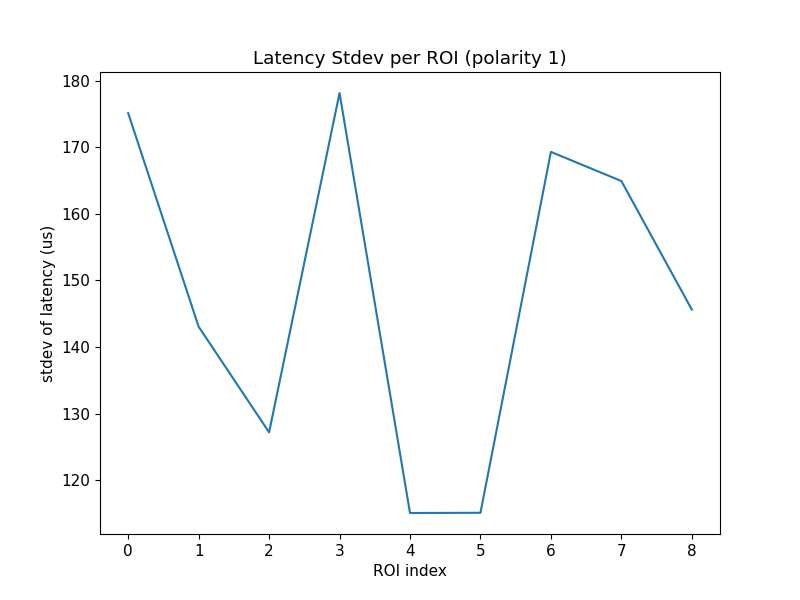 Latency Stdev per ROI (polarity 1)
stdev of latency (us)
180
170
160
150
140
130
120
0 1 2 3 4 5 6 7 8
ROI index